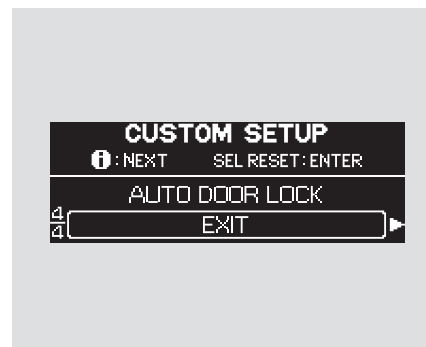 CUSTOM SETUP
i : NEXT SEL RESET : ENTER
AUTO DOOR LOCK
4/4 EXIT